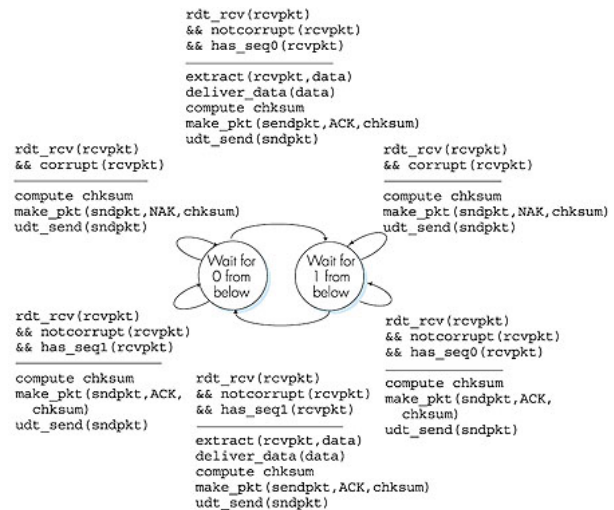 rdt_rcv(rcvpkt)
&& notcorrupt(rcvpkt)
&& has_seq0(rcvpkt)
extract(rcvpkt,data)
deliver_data(data)
compute chksum
make_pkt(sendpkt,ACK,chksum)
udt_send(sndpkt)
rdt_rcv(rcvpkt)
&& corrupt(rcvpkt)
compute chksum
make_pkt(sndpkt,NAK,chksum)
udt_send(sndpkt)
rdt_rcv(rcvpkt)
&& corrupt(rcvpkt)
compute chksum
make_pkt(sndpkt,NAK,chksum)
udt_send(sndpkt)
Wait for
0 from
below
Wait for
1 from
below
rdt_rcv(rcvpkt)
&& notcorrupt(rcvpkt)
&& has_seq1(rcvpkt)
compute chksum
make_pkt(sndpkt,ACK,
chksum)
udt_send(sndpkt)
rdt_rcv(rcvpkt)
&& notcorrupt(rcvpkt)
&& has_seq1(rcvpkt)
extract(rcvpkt,data)
deliver_data(data)
compute chksum
make_pkt(sendpkt,ACK,chksum)
udt_send(sndpkt)
rdt_rcv(rcvpkt)
&& notcorrupt(rcvpkt)
&& has_seq0(rcvpkt)
compute chksum
make_pkt(sndpkt,ACK,
chksum)
udt_send(sndpkt)